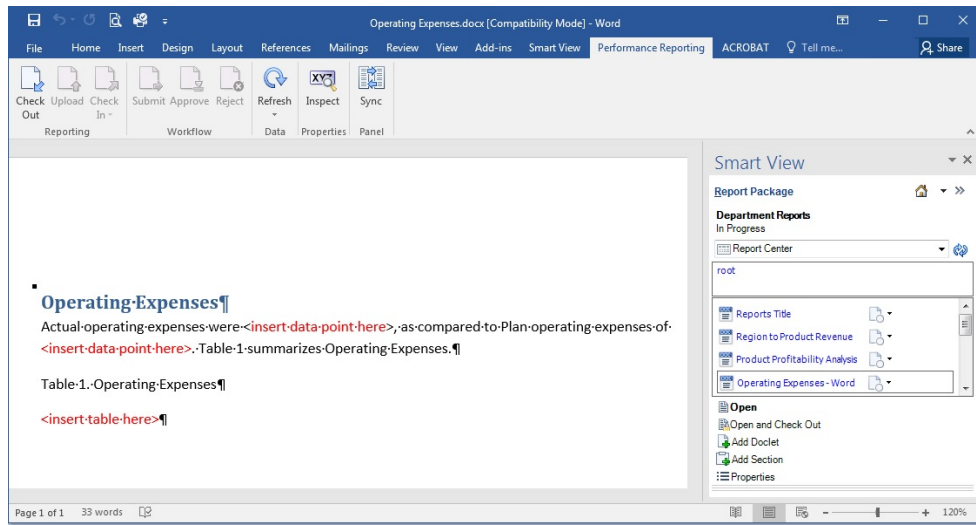 Operating Expenses.docx [Compatibility Mode] - Word
File Home Insert Design Layout References Mailings Review View Add-ins Smart View Performance Reporting ACROBAT Tell me... Share
Check Out Upload Check In Submit Approve Reject Refresh Inspect Sync
Reporting Workflow Data Properties Panel
Smart View
Report Package
Department Reports
In Progress
Report Center
root
Reports Title
Region to Product Revenue
Product Profitability Analysis
Operating Expenses - Word
Open
Open and Check Out
Add Doclet
Add Section
Properties
Operating·Expenses¶
Actual·operating·expenses·were·<insert·data·point·here>,·as·compared·to·Plan·operating·expenses·of·
<insert·data·point·here>.·Table·1·summarizes·Operating·Expenses.¶
Table·1.·Operating·Expenses¶
<insert·table·here>¶
Page 1 of 1 33 words 120%